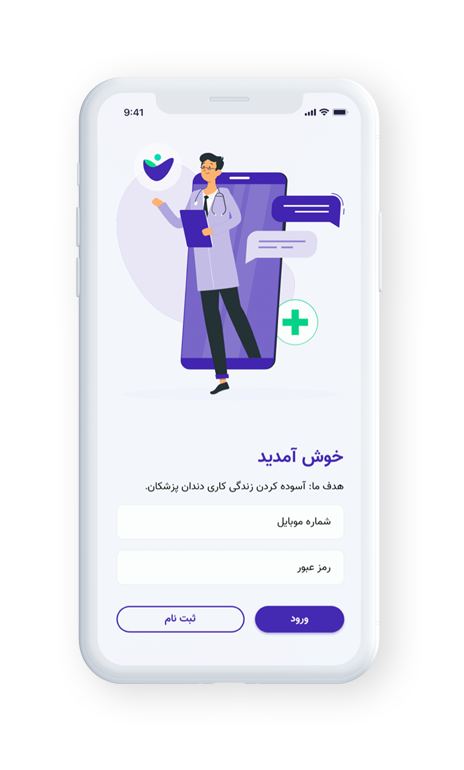 9:41
خوش آمدید
هدف ما: آسوده کردن زندگی کاری دندان پزشکان.
شماره موبایل
رمز عبور
ورود
ثبت نام